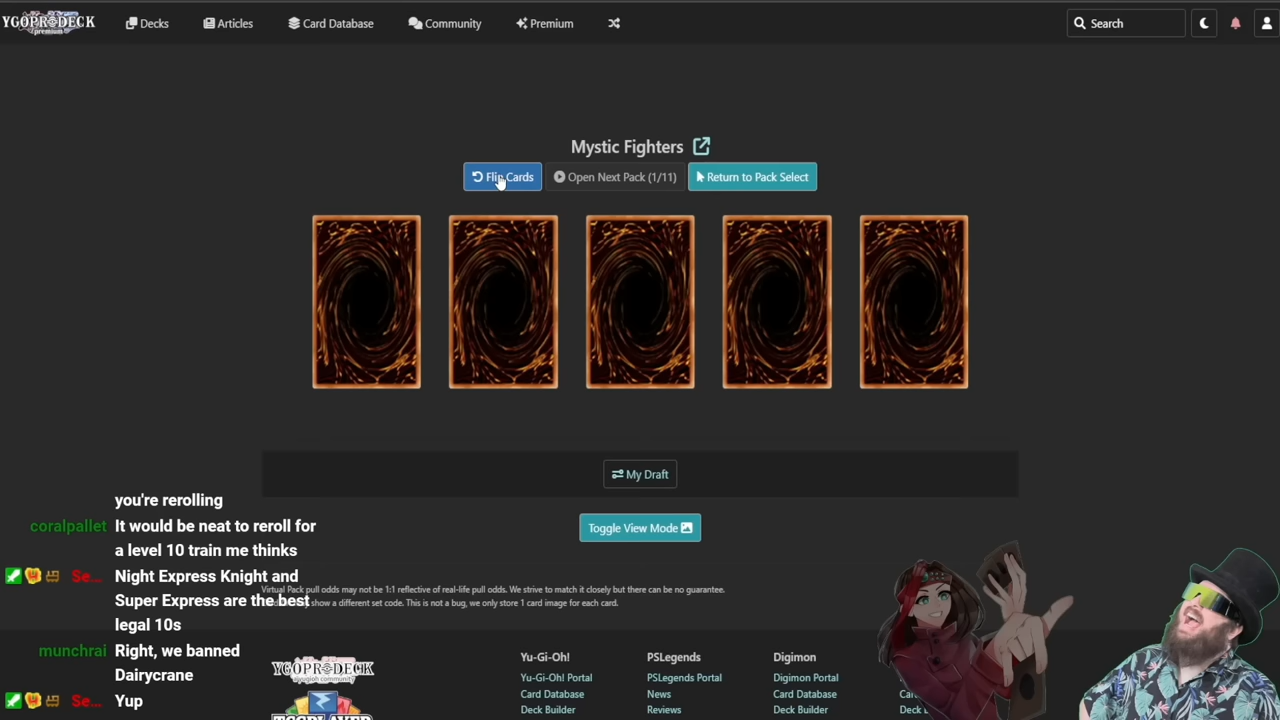 YGOPRODECK
premium
Decks
Articles
Card Database
Community
Premium
Search
Mystic Fighters
Flip Cards
Open Next Pack (1/11)
Return to Pack Select
My Draft
Toggle View Mode
you're rerolling
coralpallet It would be neat to reroll for
a level 10 train me thinks
Se... Night Express Knight and
Super Express are the best
legal 10s
munchrai Right, we banned
Dairycrane
Se... Yup
Virtual Pack pull odds may not be 1:1 reflective of real-life pull odds. We strive to match it closely but there can be no guarantee.
show a different set code. This is not a bug, we only store 1 card image for each card.
YGOPRODECK
Yu-Gi-Oh!
Yu-Gi-Oh! Portal
Card Database
Deck Builder
PSLegends
PSLegends Portal
News
Reviews
Digimon
Digimon Portal
Card Database
Deck Builder